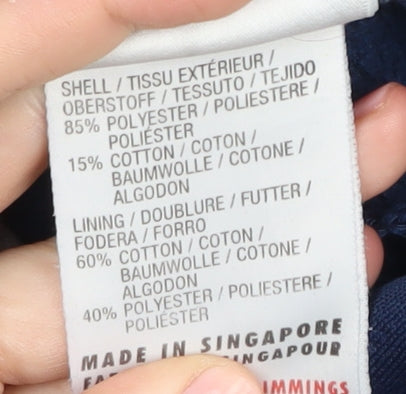 SHELL / TISSU EXTÉRIEUR /
OBERSTOFF / TESSUTO / TEJIDO
85% POLYESTER / POLIESTERE /
POLIÉSTER
15% COTTON / COTON /
BAUMWOLLE / COTONE /
ALGODON
LINING / DOUBLURE / FUTTER /
FODERA / FORRO
60% COTTON / COTON /
BAUMWOLLE / COTONE /
ALGODON
40% POLYESTER / POLIESTERE /
POLIÉSTER
MADE IN SINGAPORE
SINGAPOUR